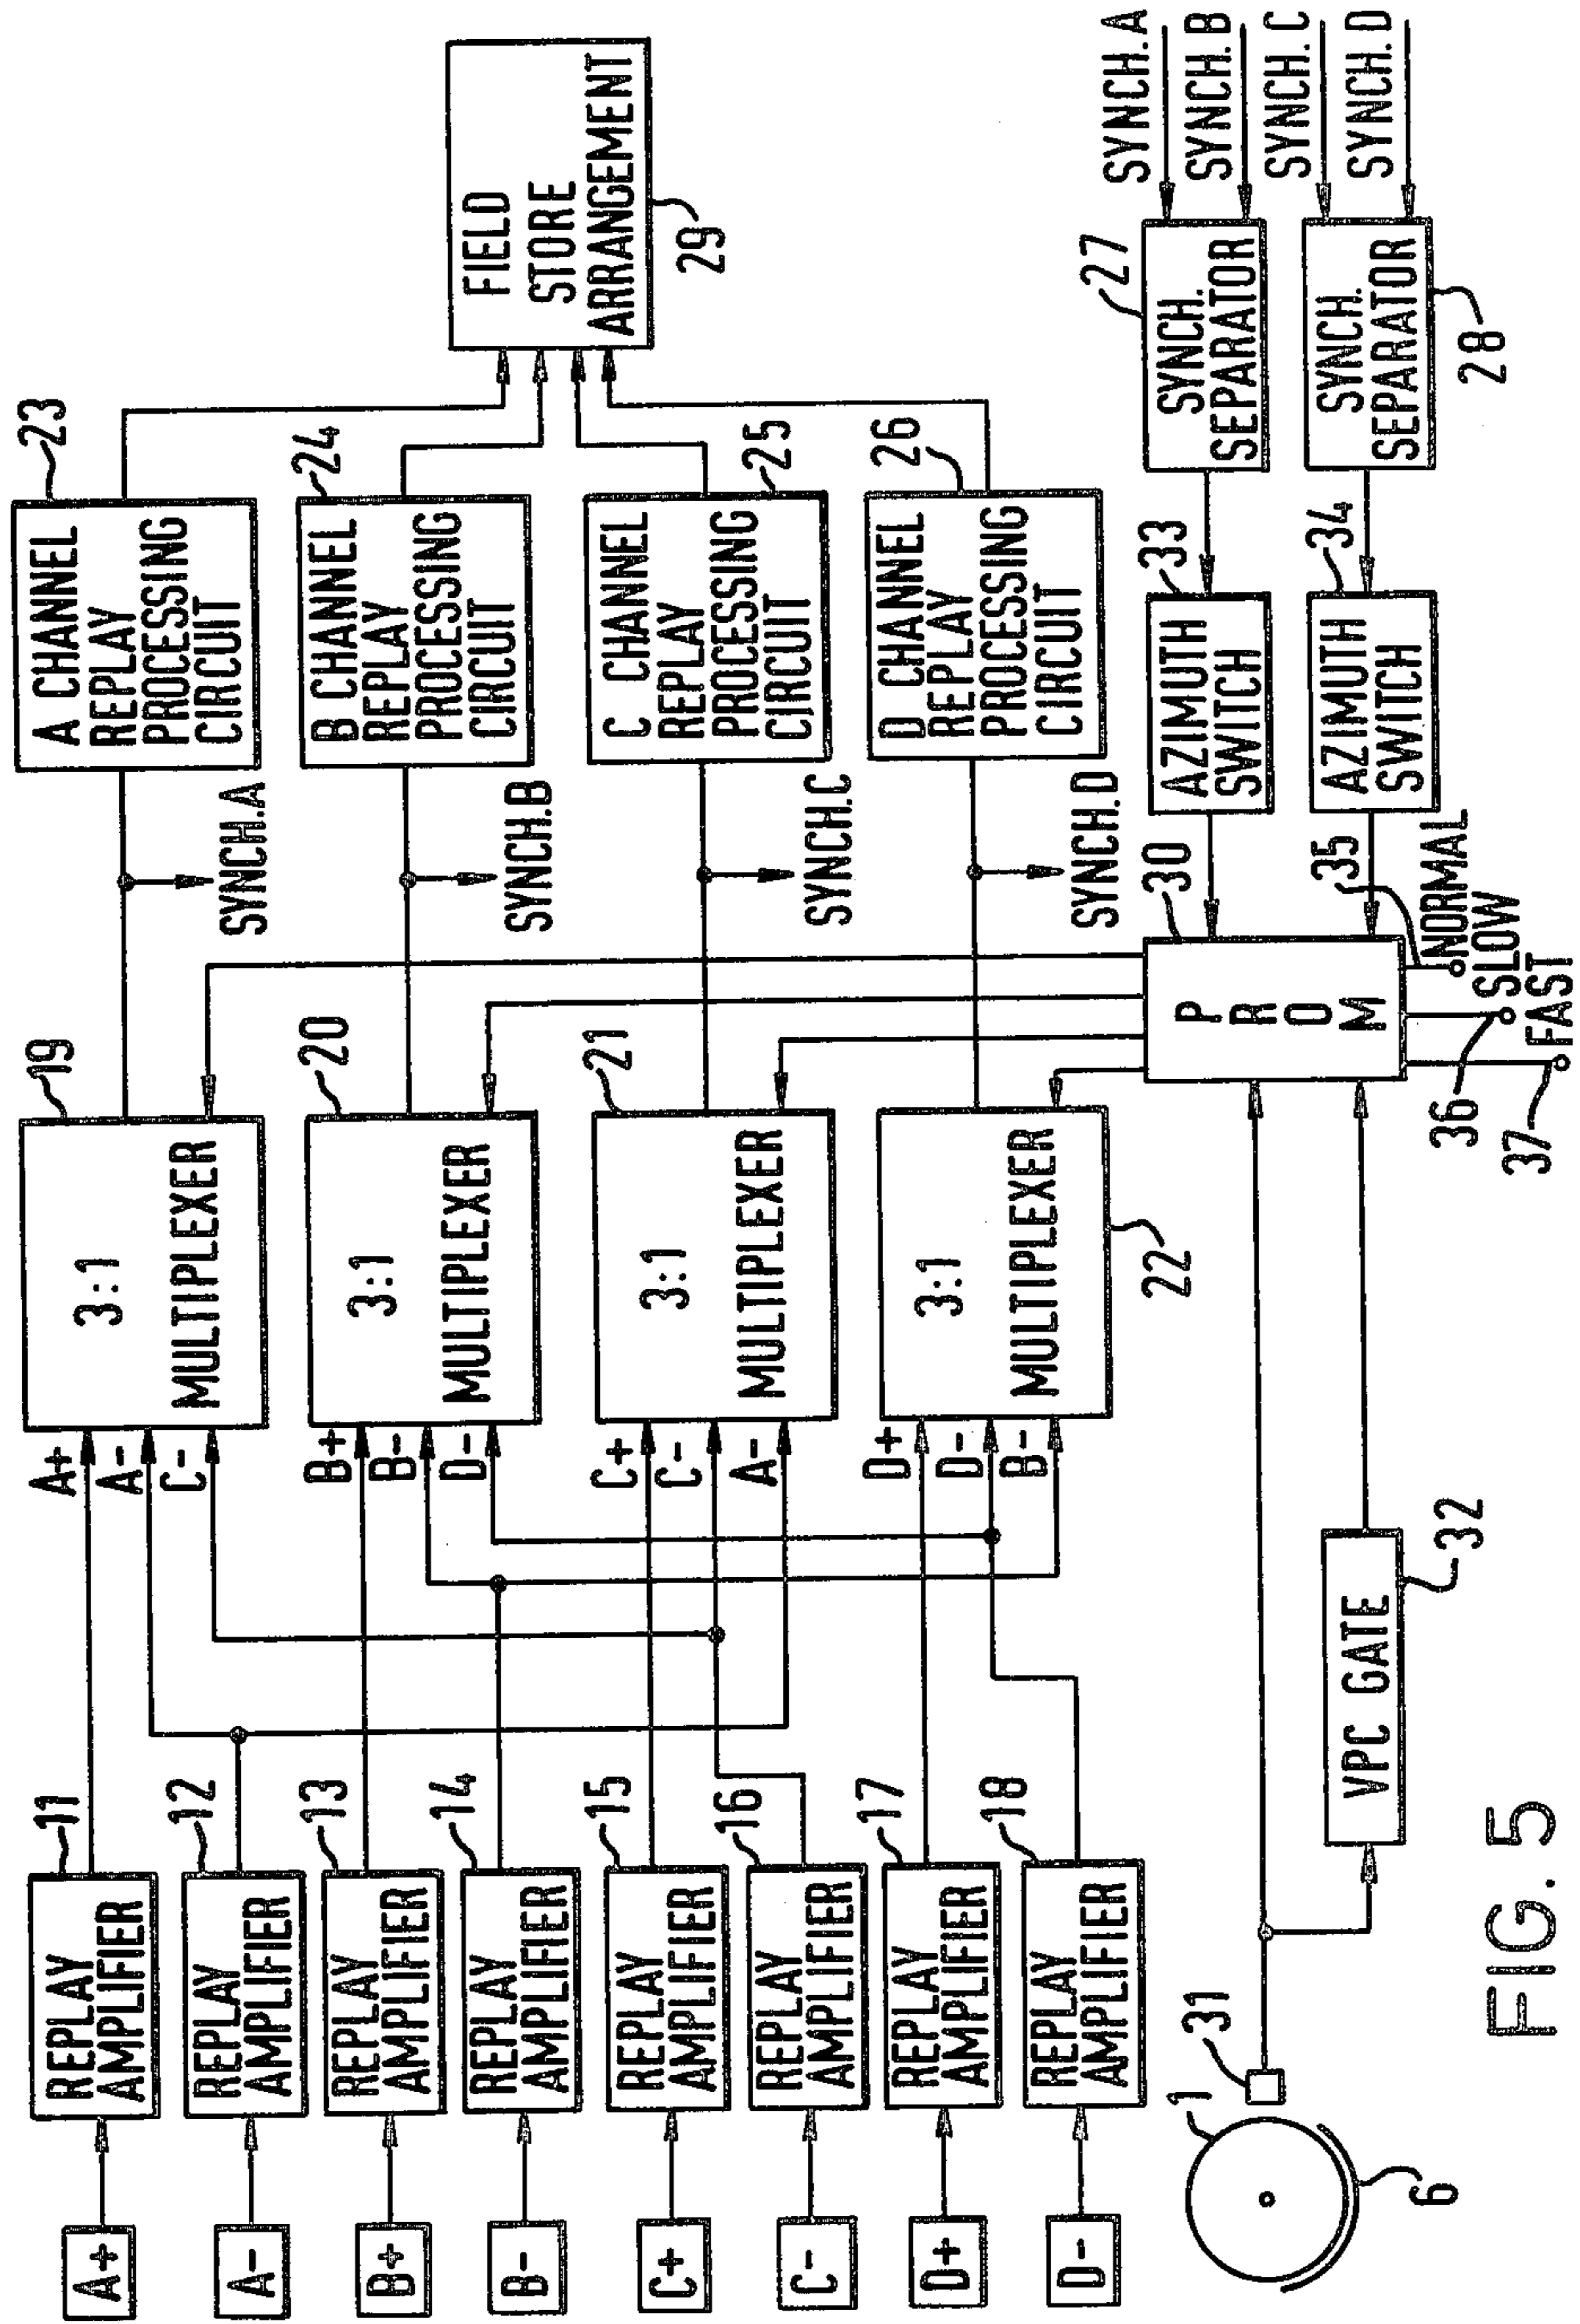 A+
A-
B+
B-
C+
C-
D+
D-
REPLAY
AMPLIFIER
11
REPLAY
AMPLIFIER
12
REPLAY
AMPLIFIER
13
REPLAY
AMPLIFIER
14
REPLAY
AMPLIFIER
15
REPLAY
AMPLIFIER
16
REPLAY
AMPLIFIER
17
REPLAY
AMPLIFIER
18
A+
A-
C-
3:1
MULTIPLEXER
19
B+
B-
D-
3:1
MULTIPLEXER
20
C+
C-
A-
3:1
MULTIPLEXER
21
D+
D-
B-
3:1
MULTIPLEXER
22
SYNCH.A
SYNCH.B
SYNCH.C
SYNCH.D
A CHANNEL
REPLAY
PROCESSING
CIRCUIT
23
B CHANNEL
REPLAY
PROCESSING
CIRCUIT
24
C CHANNEL
REPLAY
PROCESSING
CIRCUIT
25
D CHANNEL
REPLAY
PROCESSING
CIRCUIT
26
FIELD
STORE
ARRANGEMENT
29
1
6
31
VPC GATE
32
PROM
30
35
NORMAL
36
SLOW
37
FAST
AZIMUTH
SWITCH
33
AZIMUTH
SWITCH
34
SYNCH.
SEPARATOR
27
SYNCH.
SEPARATOR
28
SYNCH. A
SYNCH. B
SYNCH. C
SYNCH. D
FIG. 5